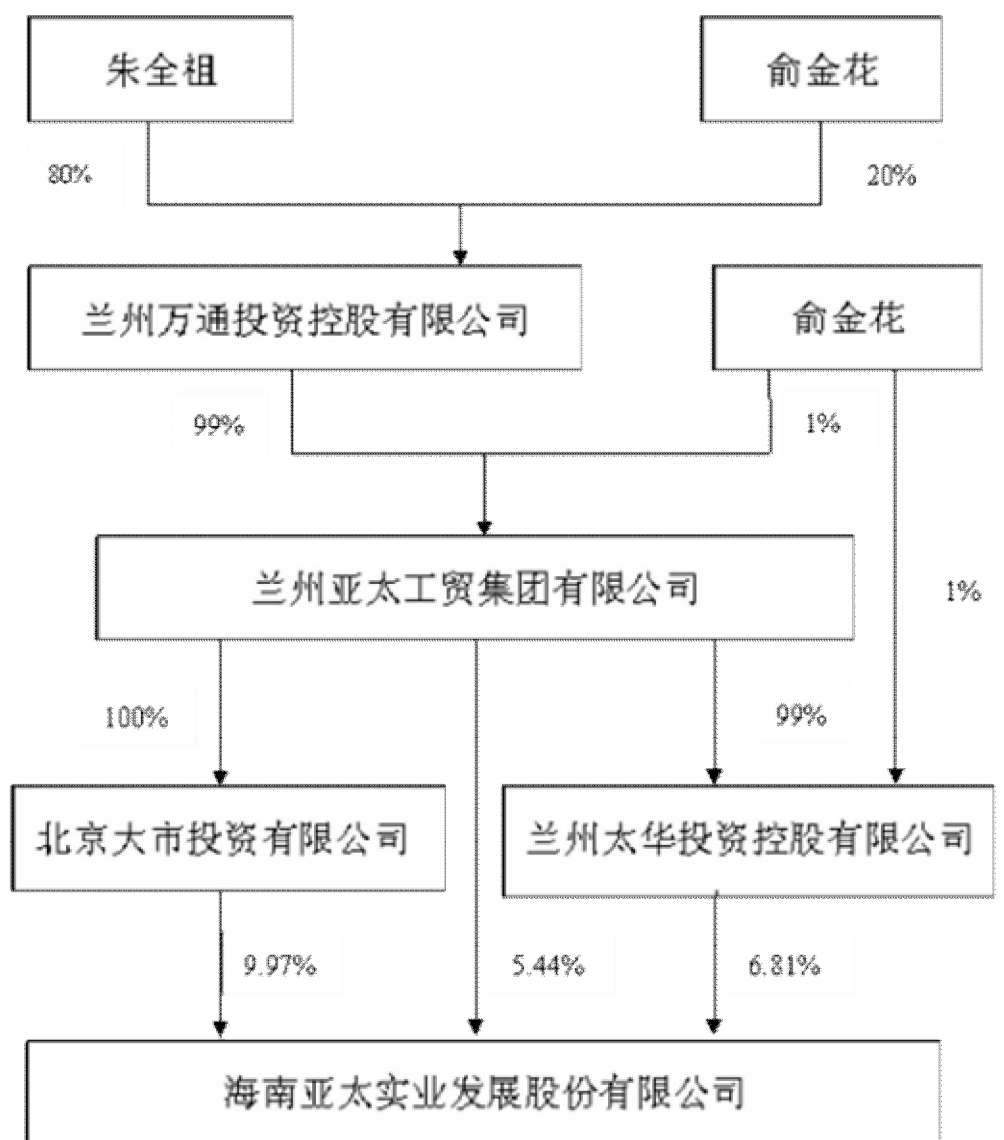 朱全祖
俞金花
80%
20%
兰州万通投资控股有限公司
俞金花
99%
1%
兰州亚太工贸集团有限公司
1%
100%
99%
北京大市投资有限公司
兰州太华投资控股有限公司
9.97%
5.44%
6.81%
海南亚太实业发展股份有限公司